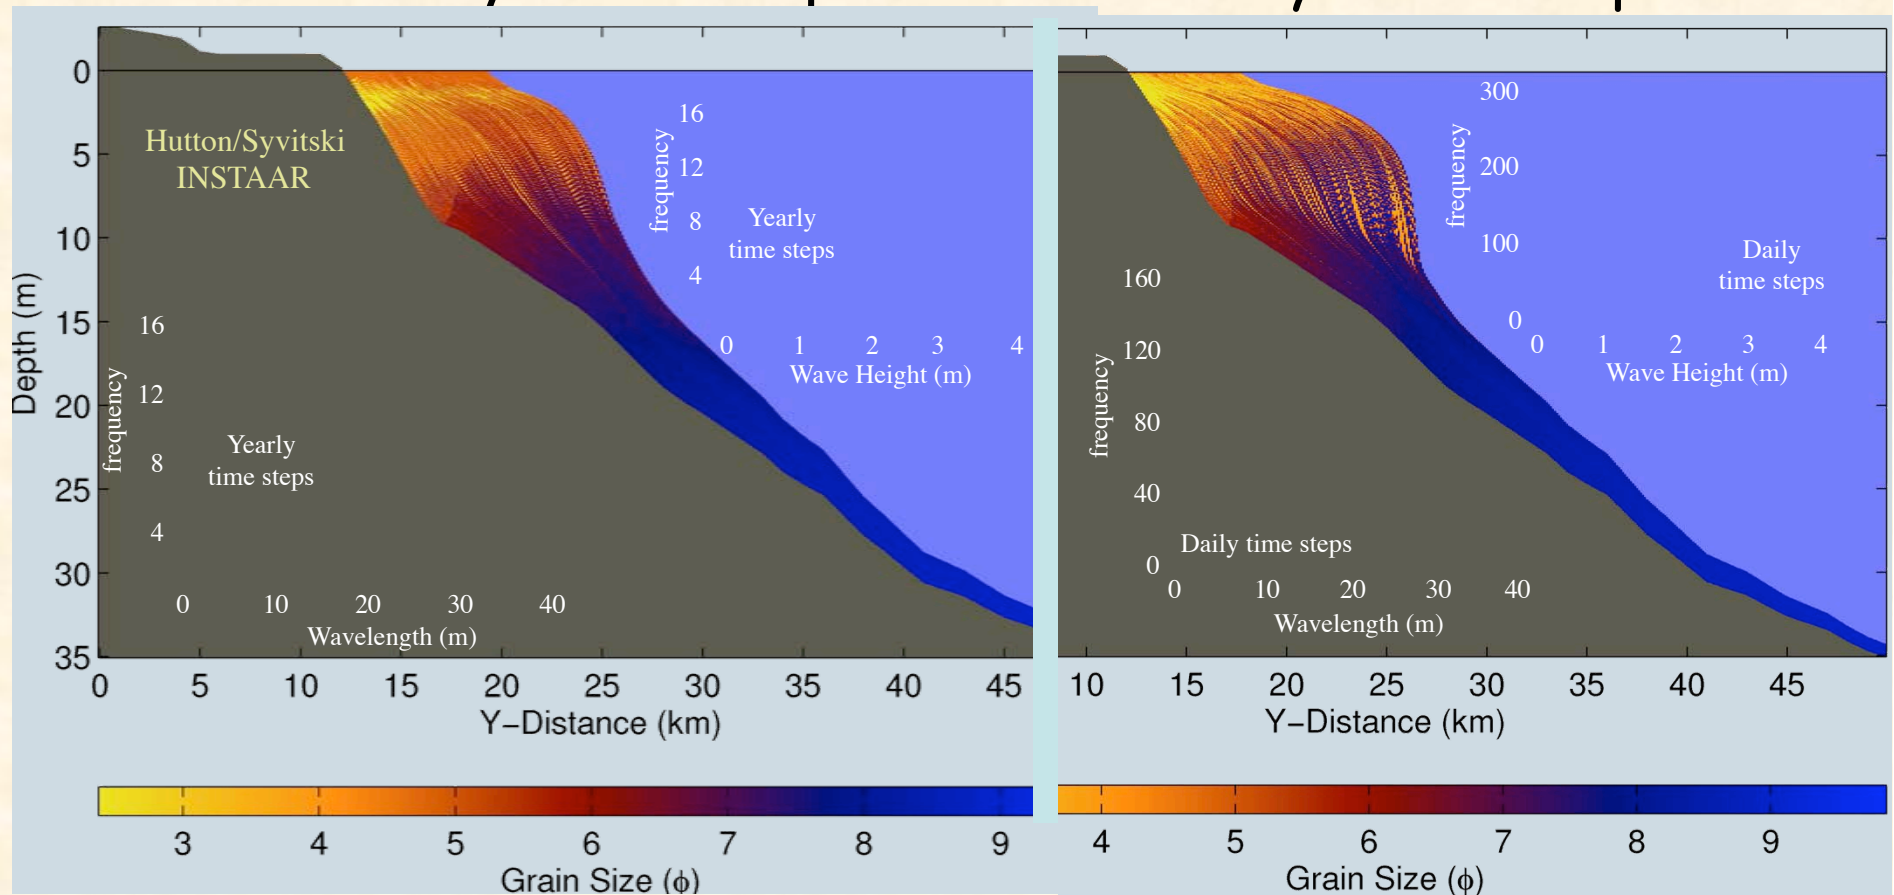 Hutton/Syvitski
INSTAAR
0
5
10
15
20
25
30
35
Depth (m)
16
12
8
4
frequency
Yearly
time steps
0 1 2 3 4
Wave Height (m)
16
12
8
4
frequency
Yearly
time steps
0 10 20 30 40
Wavelength (m)
0 5 10 15 20 25 30 35 40 45
Y–Distance (km)
3 4 5 6 7 8 9
Grain Size (ϕ)
300
200
100
0
frequency
Daily
time steps
0 1 2 3 4
Wave Height (m)
160
120
80
40
0
frequency
Daily time steps
0 10 20 30 40
Wavelength (m)
10 15 20 25 30 35 40 45
Y–Distance (km)
4 5 6 7 8 9
Grain Size (ϕ)